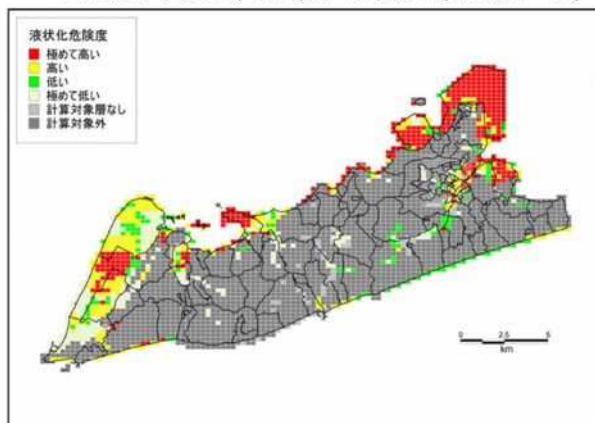 液状化危険度
極めて高い
高い
低い
極めて低い
計算対象層なし
計算対象外
0 2.5 5
km